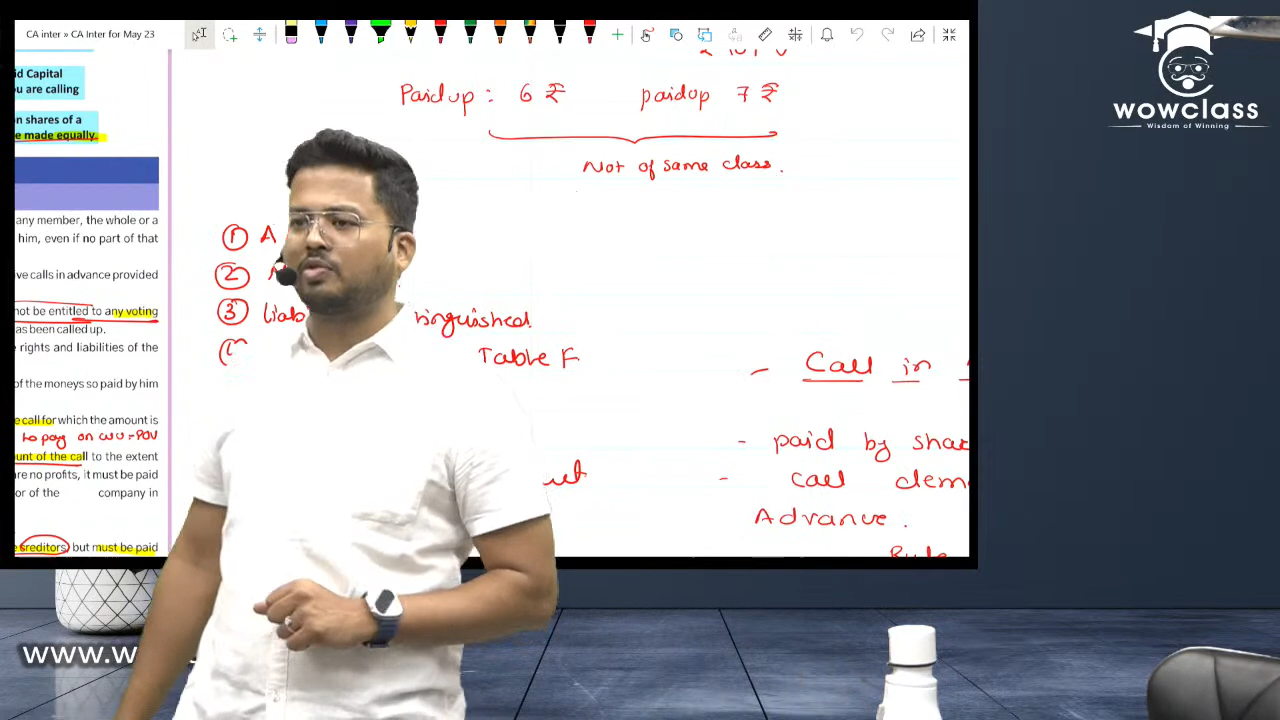 CA inter » CA Inter for May 23
id Capital
ou are calling
n shares of a
e made equally.
any member, the whole or a
him, even if no part of that
ve calls in advance provided
not be entitled to any voting
as been called up.
e rights and liabilities of the
of the moneys so paid by him
e call for which the amount is
to pay on
unt of the call to the extent
are no profits, it must be paid
or of the company in
creditors, but must be paid
Paidup : 6 ₹ paidup 7 ₹
Not of same class.
① A
②
③ Liab tinguished.
Table F
- Call in
- paid by shar
- call dem
Advance.
Rule
wowclass
Wisdom of Winning
www.w